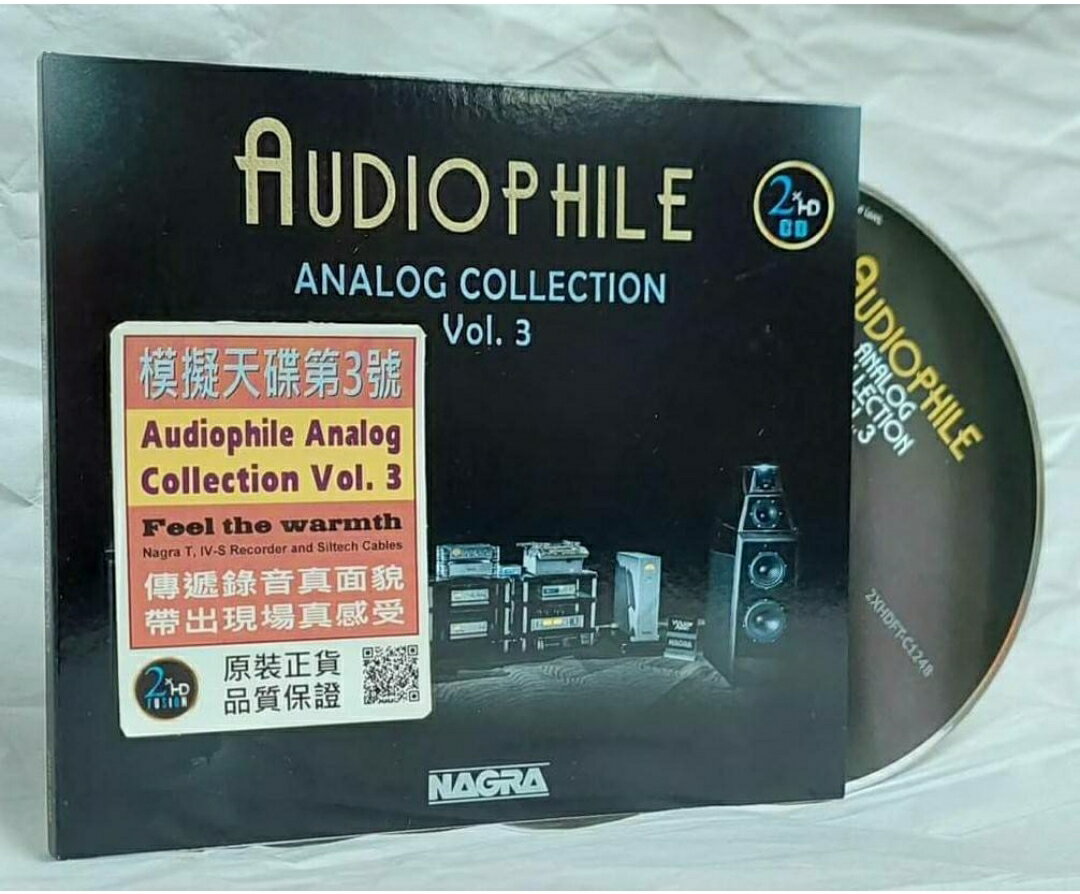 AUDIOPHILE
2xHD
CD
ANALOG COLLECTION
Vol. 3
模擬天碟第3號
Audiophile Analog
Collection Vol. 3
Feel the warmth
Nagra T, IV-S Recorder and Siltech Cables
傳遞錄音真面貌
帶出現場真感受
2xHD
FUSION
原裝正貨
品質保證
NAGRA
NAGRA
AUDIOPHILE
ANALOG
LLECTION
L. 3
2XHDFT-C1248